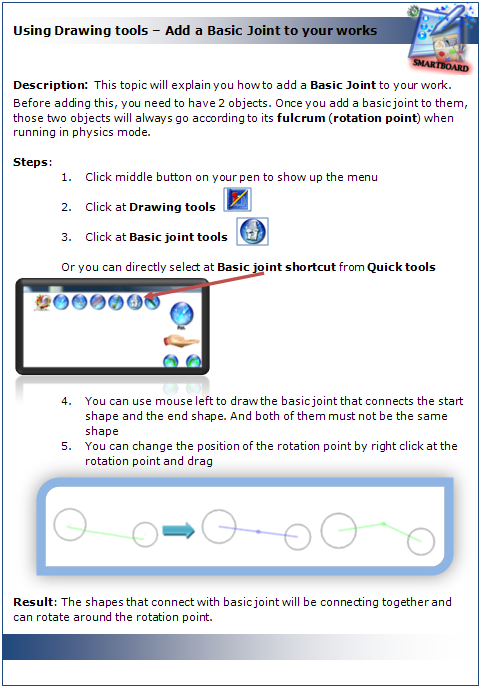 Using Drawing tools – Add a Basic Joint to your works
SMARTBOARD
Description: This topic will explain you how to add a Basic Joint to your work.
Before adding this, you need to have 2 objects. Once you add a basic joint to them,
those two objects will always go according to its fulcrum (rotation point) when
running in physics mode.
Steps:
1. Click middle button on your pen to show up the menu
2. Click at Drawing tools
3. Click at Basic joint tools
Or you can directly select at Basic joint shortcut from Quick tools
4. You can use mouse left to draw the basic joint that connects the start
shape and the end shape. And both of them must not be the same
shape
5. You can change the position of the rotation point by right click at the
rotation point and drag
Result: The shapes that connect with basic joint will be connecting together and
can rotate around the rotation point.